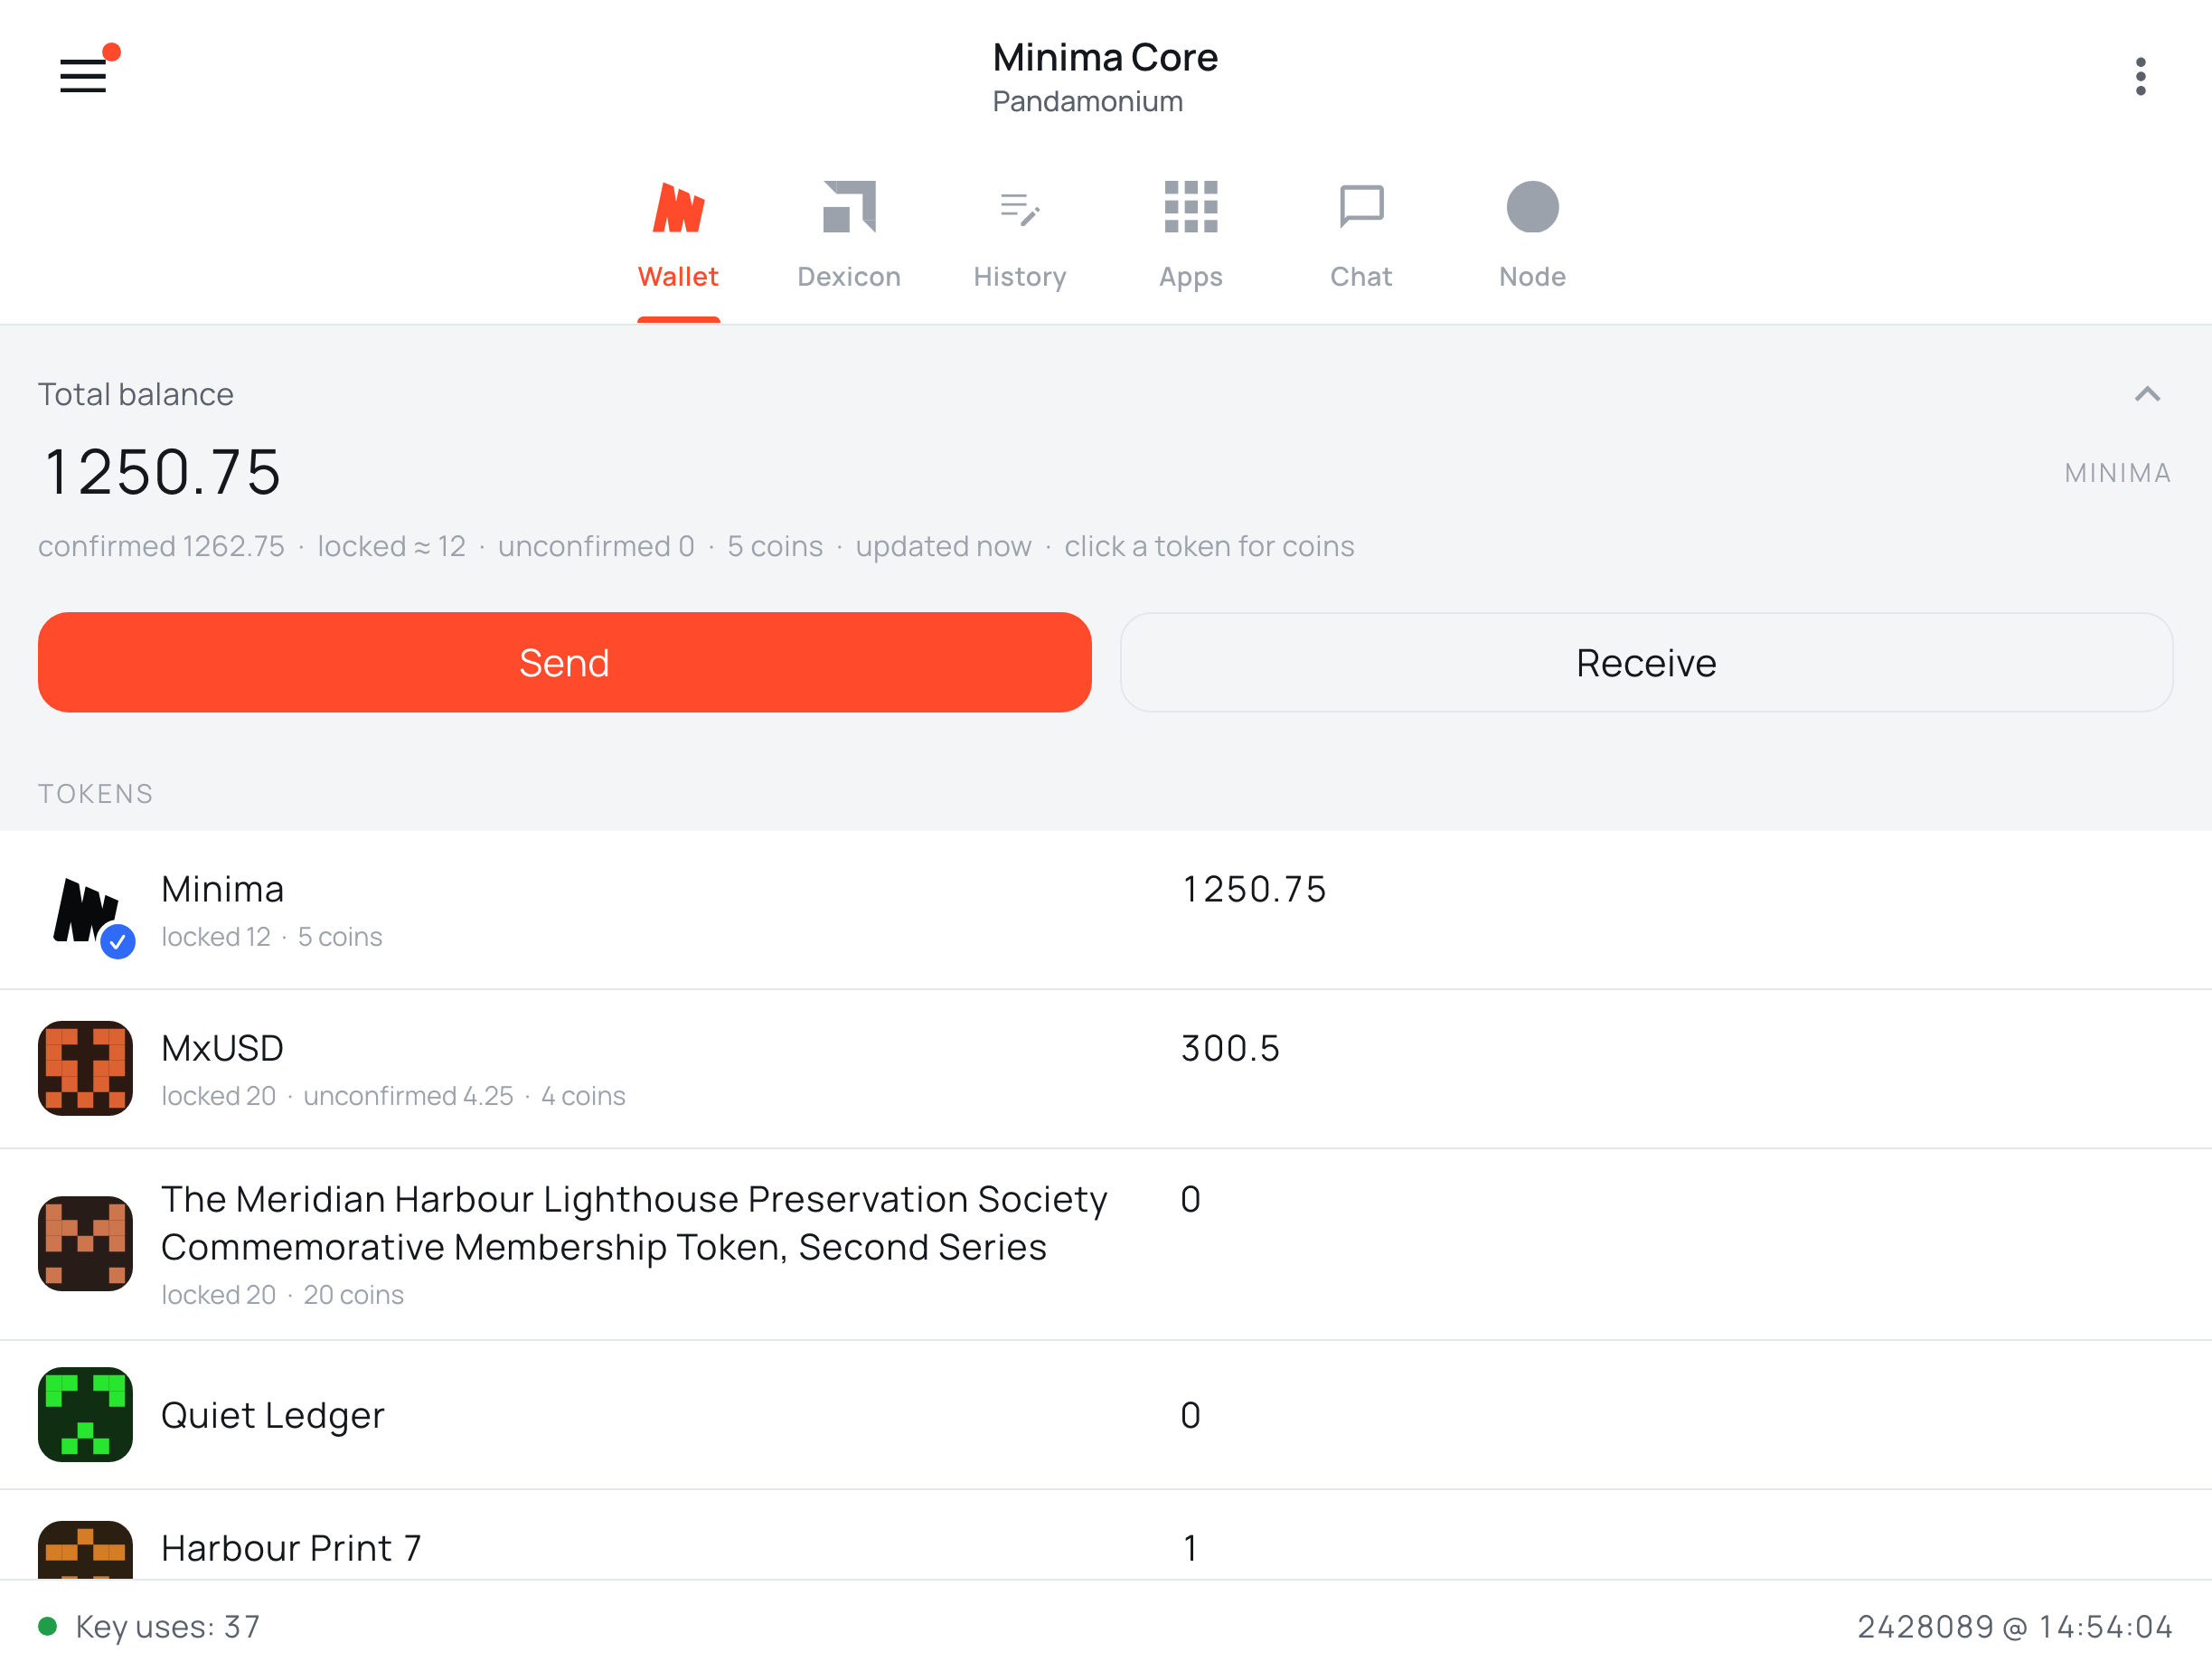 Minima Core
Pandamonium
Wallet
Dexicon
History
Apps
Chat
Node
Total balance
1250.75
MINIMA
confirmed 1262.75 · locked ≈ 12 · unconfirmed 0 · 5 coins · updated now · click a token for coins
Send
Receive
TOKENS
Minima
1250.75
locked 12 · 5 coins
MxUSD
300.5
locked 20 · unconfirmed 4.25 · 4 coins
The Meridian Harbour Lighthouse Preservation Society
0
Commemorative Membership Token, Second Series
locked 20 · 20 coins
Quiet Ledger
0
Harbour Print 7
1
Key uses: 37
2428089 @ 14:54:04